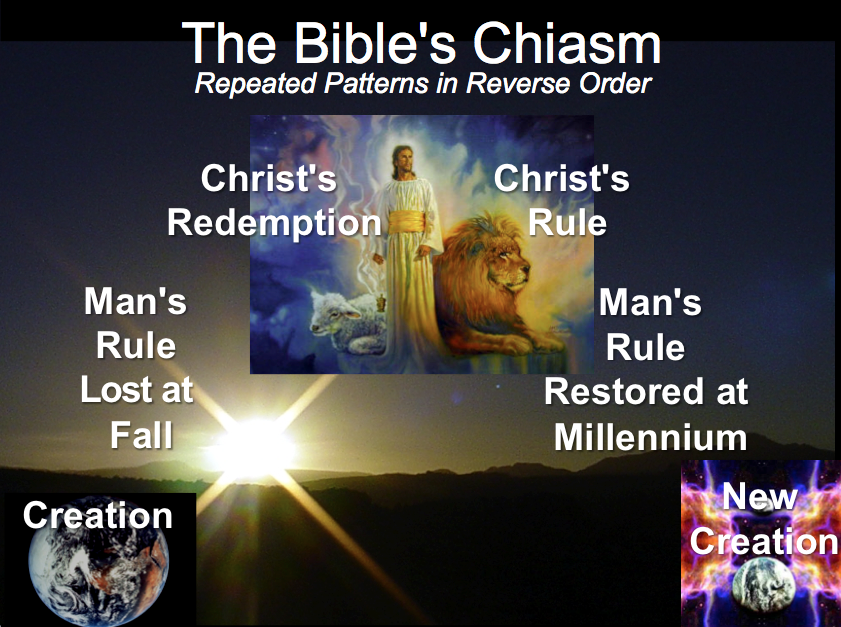 The Bible's Chiasm
Repeated Patterns in Reverse Order
Christ's
Redemption
Christ's
Rule
Man's
Rule
Lost at
Fall
Man's
Rule
Restored at
Millennium
Creation
New
Creation